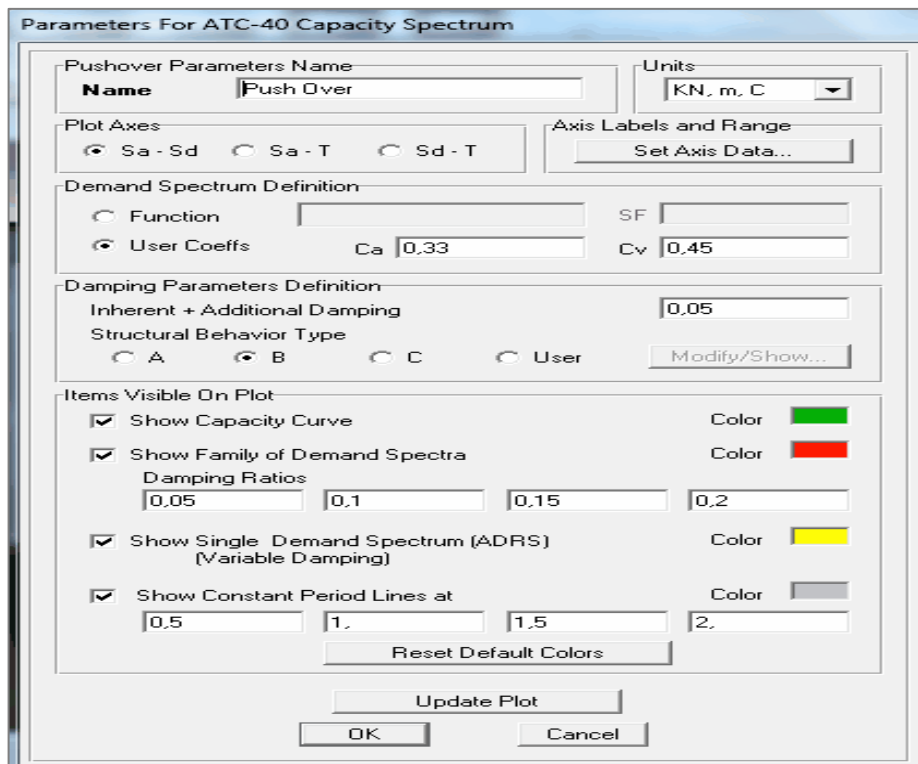 Parameters For ATC-40 Capacity Spectrum
Pushover Parameters Name
Name Push Over
Units
KN, m, C
Plot Axes
Sa - Sd Sa - T Sd - T
Axis Labels and Range
Set Axis Data...
Demand Spectrum Definition
Function SF
User Coeffs Ca 0,33 Cv 0,45
Damping Parameters Definition
Inherent + Additional Damping 0,05
Structural Behavior Type
A B C User Modify/Show...
Items Visible On Plot
Show Capacity Curve Color
Show Family of Demand Spectra Color
Damping Ratios
0,05 0,1 0,15 0,2
Show Single Demand Spectrum (ADRS) Color
(Variable Damping)
Show Constant Period Lines at Color
0,5 1, 1,5 2,
Reset Default Colors
Update Plot
OK Cancel